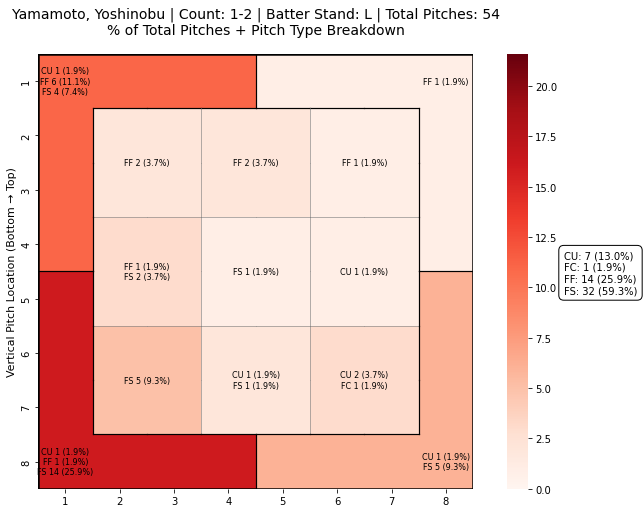 Yamamoto, Yoshinobu | Count: 1-2 | Batter Stand: L | Total Pitches: 54
% of Total Pitches + Pitch Type Breakdown
Vertical Pitch Location (Bottom → Top)
1
2
3
4
5
6
7
8
CU 1 (1.9%)
FF 6 (11.1%)
FS 4 (7.4%)
FF 1 (1.9%)
FF 2 (3.7%)
FF 2 (3.7%)
FF 1 (1.9%)
FF 1 (1.9%)
FS 2 (3.7%)
FS 1 (1.9%)
CU 1 (1.9%)
FS 5 (9.3%)
CU 1 (1.9%)
FS 1 (1.9%)
CU 2 (3.7%)
FC 1 (1.9%)
CU 1 (1.9%)
FF 1 (1.9%)
FS 14 (25.9%)
CU 1 (1.9%)
FS 5 (9.3%)
1 2 3 4 5 6 7 8
20.0
17.5
15.0
12.5
10.0
7.5
5.0
2.5
0.0
CU: 7 (13.0%)
FC: 1 (1.9%)
FF: 14 (25.9%)
FS: 32 (59.3%)